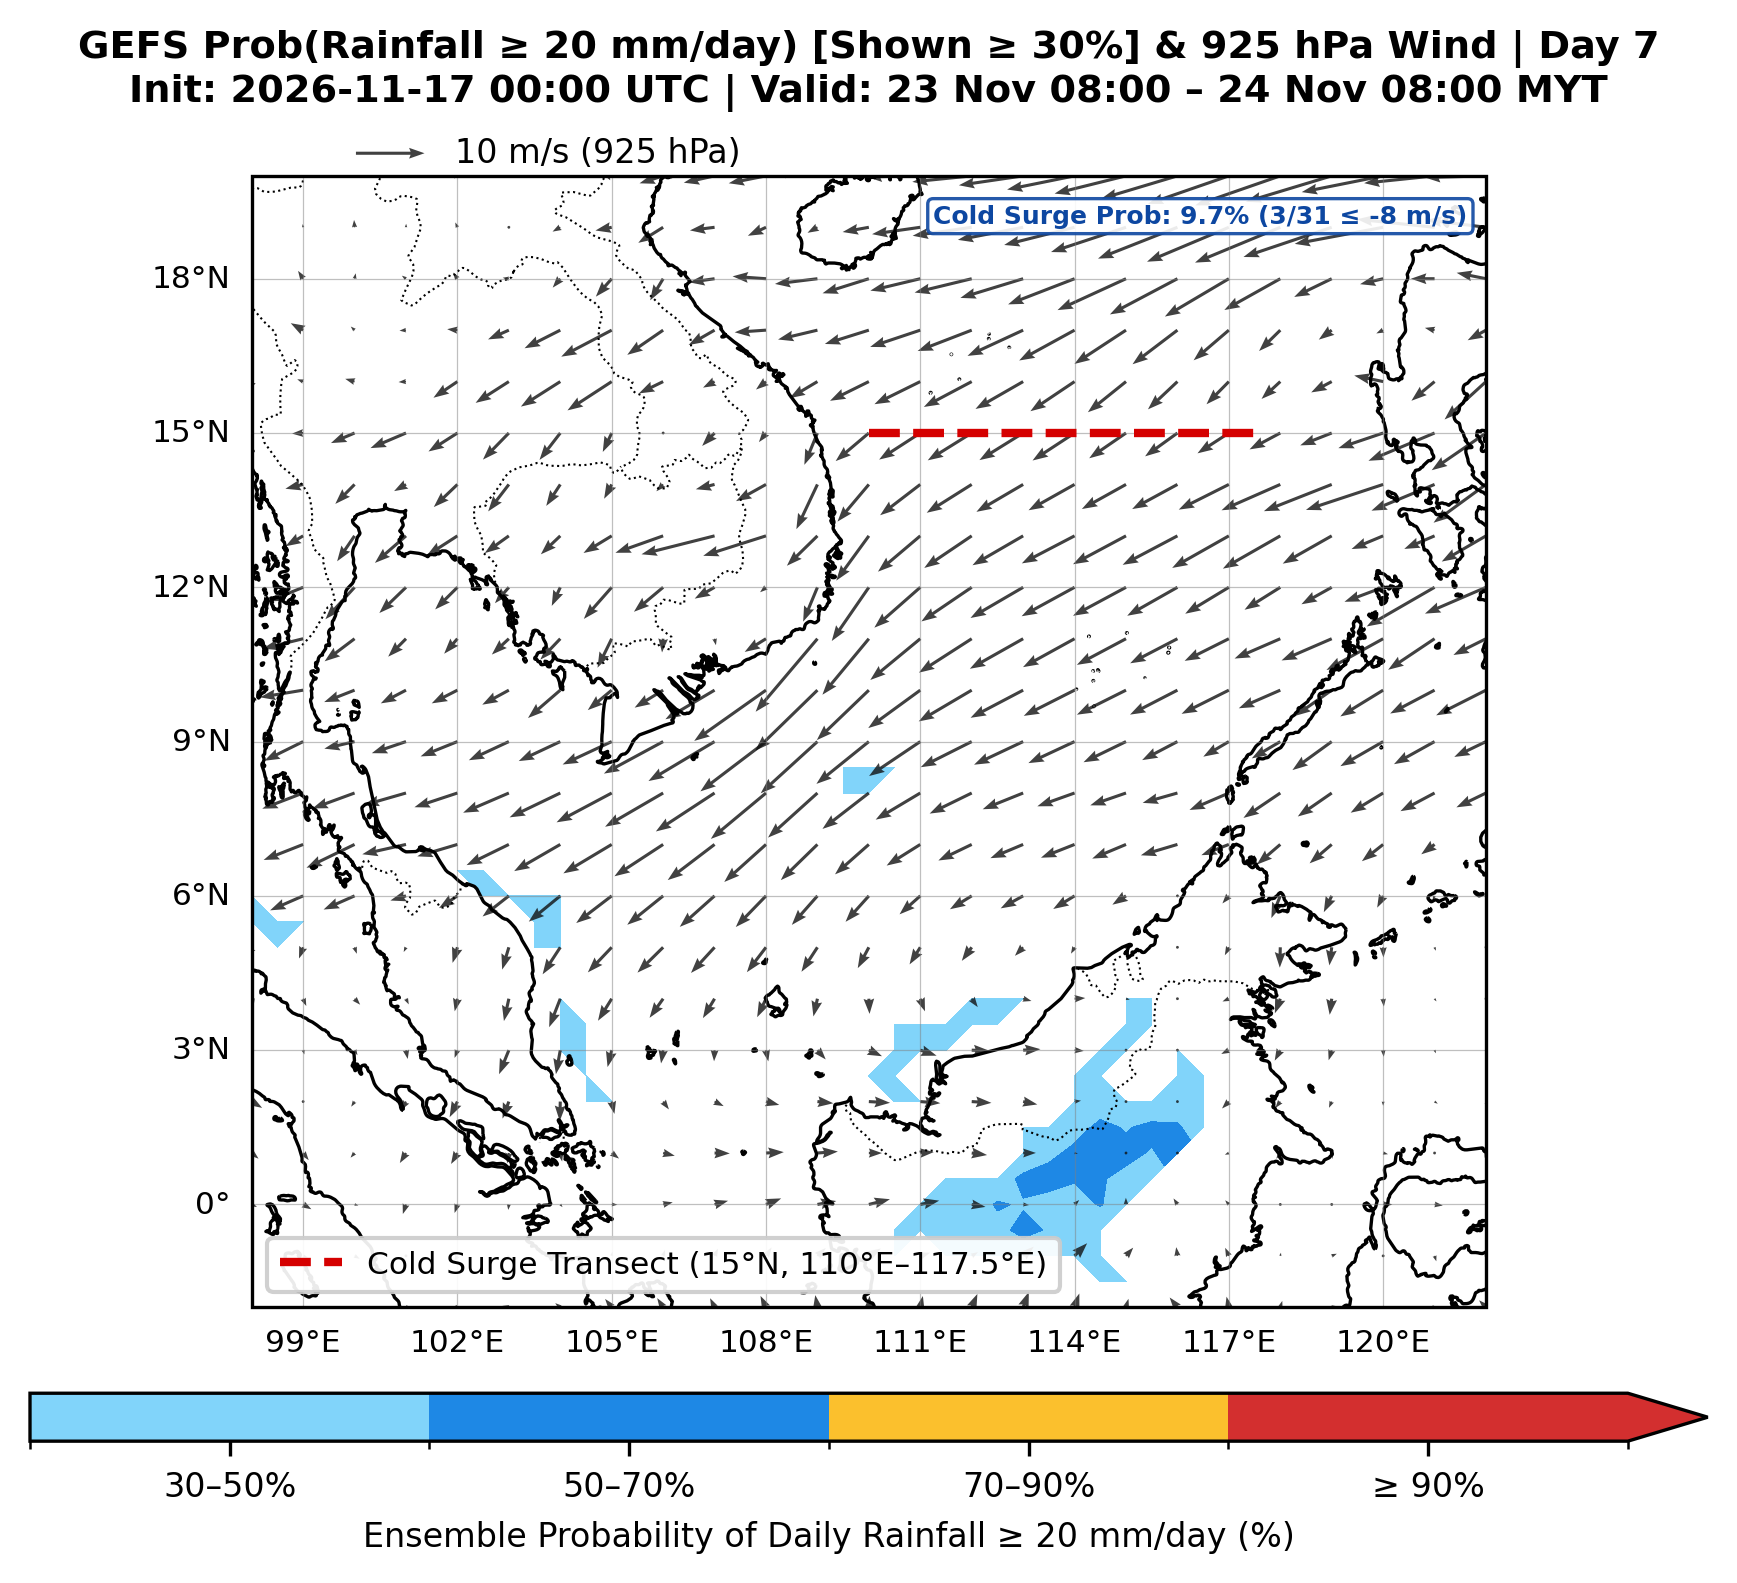 GEFS Prob(Rainfall ≥ 20 mm/day) [Shown ≥ 30%] & 925 hPa Wind | Day 7
Init: 2026-11-17 00:00 UTC | Valid: 23 Nov 08:00 – 24 Nov 08:00 MYT
10 m/s (925 hPa)
Cold Surge Prob: 9.7% (3/31 ≤ -8 m/s)
18°N
15°N
12°N
9°N
6°N
3°N
0°
Cold Surge Transect (15°N, 110°E–117.5°E)
99°E 102°E 105°E 108°E 111°E 114°E 117°E 120°E
30–50% 50–70% 70–90% ≥ 90%
Ensemble Probability of Daily Rainfall ≥ 20 mm/day (%)